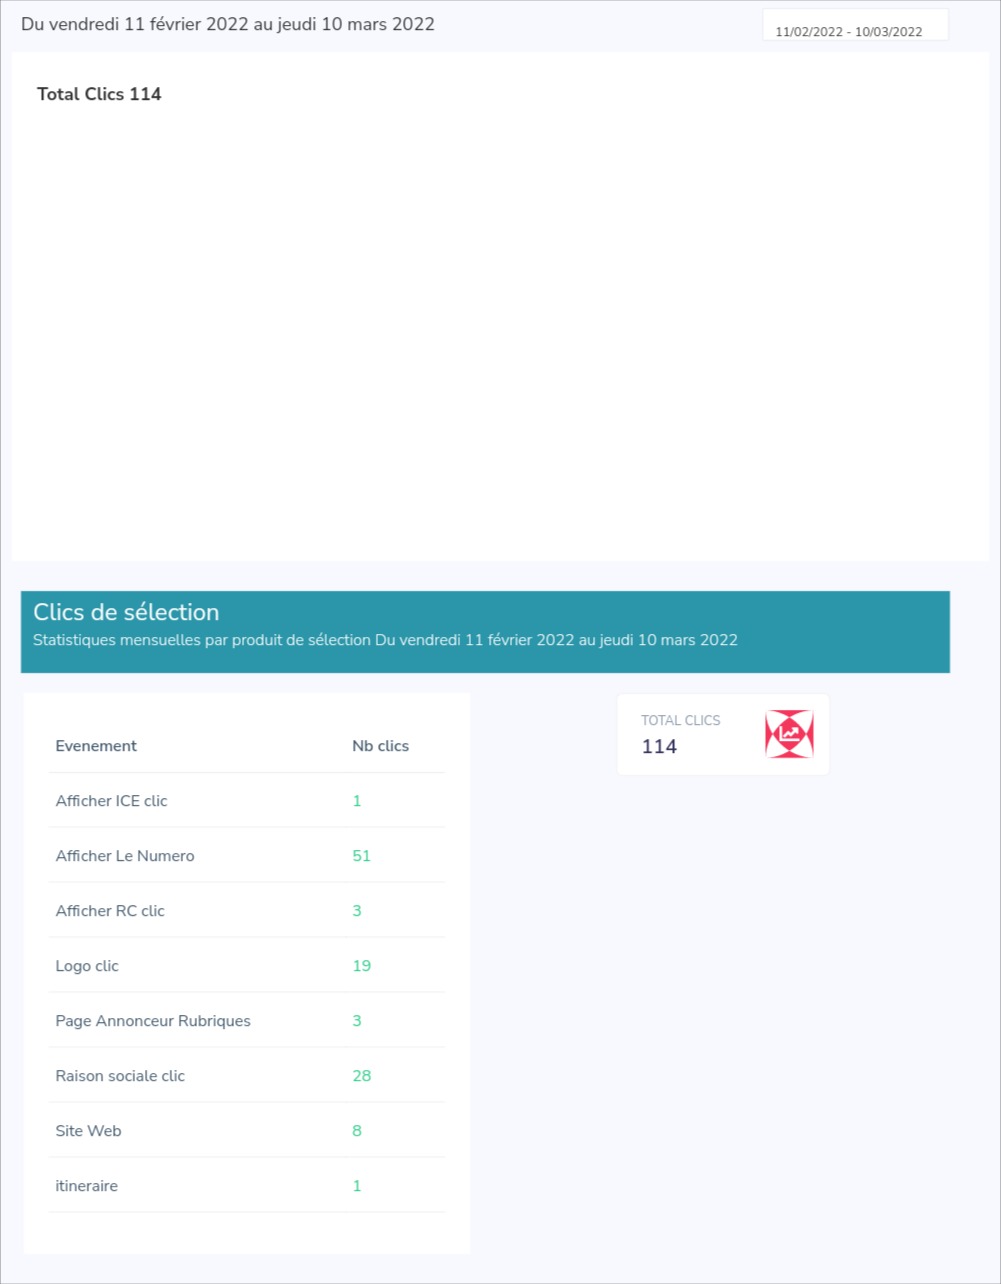 Du vendredi 11 février 2022 au jeudi 10 mars 2022
11/02/2022 - 10/03/2022
Total Clics 114
Clics de sélection
Statistiques mensuelles par produit de sélection Du vendredi 11 février 2022 au jeudi 10 mars 2022
Evenement Nb clics
Afficher ICE clic 1
Afficher Le Numero 51
Afficher RC clic 3
Logo clic 19
Page Annonceur Rubriques 3
Raison sociale clic 28
Site Web 8
itineraire 1
TOTAL CLICS
114